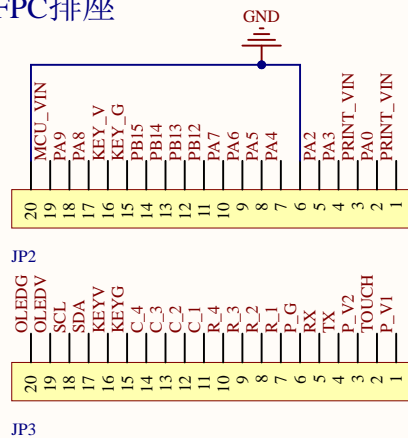 FPC排座
GND
MCU_VIN PA9 PA8 KEY_V KEY_G PB15 PB14 PB13 PB12 PA7 PA6 PA5 PA4 PA2 PA3 PRINT_VIN PA0 PRINT_VIN
20 19 18 17 16 15 14 13 12 11 10 9 8 7 6 5 4 3 2 1
JP2
OLEDG OLEDV SCL SDA KEYV KEYG C_4 C_3 C_2 C_1 R_4 R_3 R_2 R_1 P_G RX TX P_V2 TOUCH P_V1
20 19 18 17 16 15 14 13 12 11 10 9 8 7 6 5 4 3 2 1
JP3